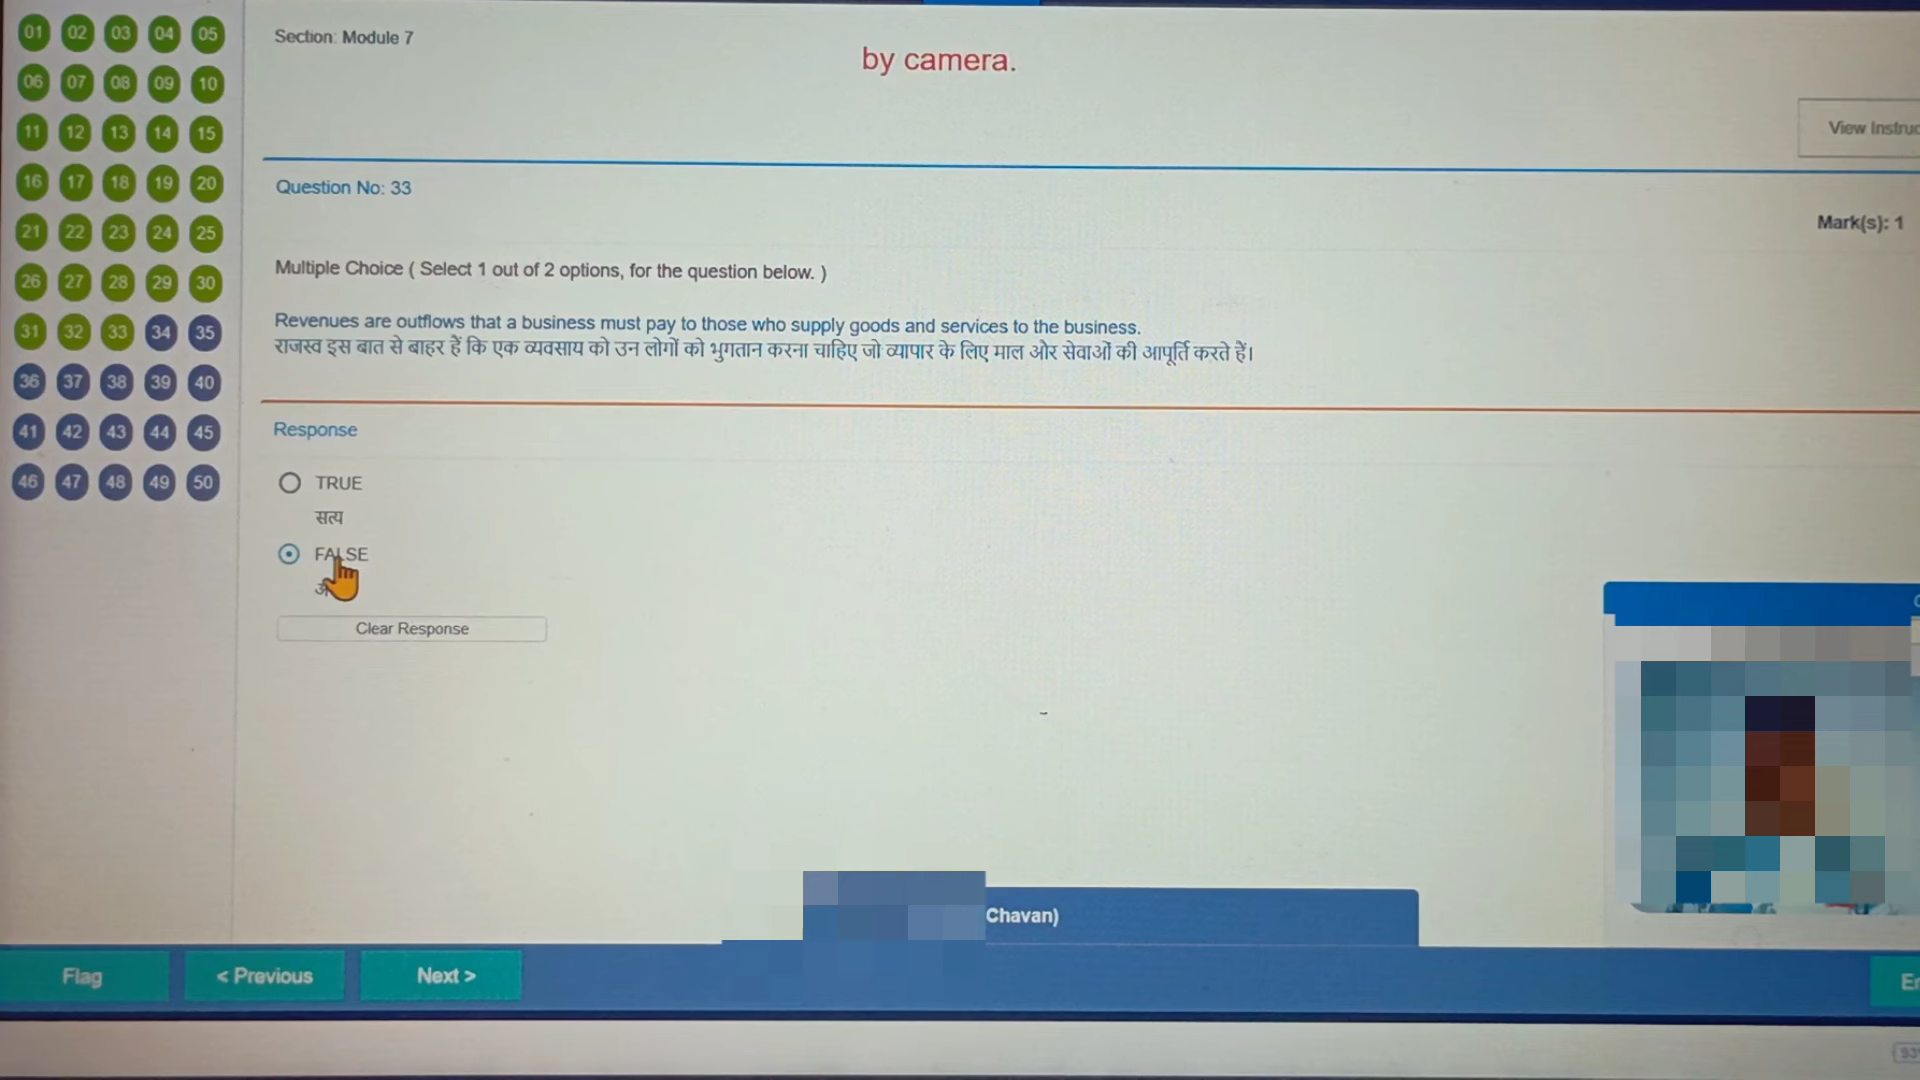 01 02 03 04 05
06 07 08 09 10
11 12 13 14 15
16 17 18 19 20
21 22 23 24 25
26 27 28 29 30
31 32 33 34 35
36 37 38 39 40
41 42 43 44 45
46 47 48 49 50
Section: Module 7
by camera.
View Instruc
Question No: 33
Mark(s): 1
Multiple Choice ( Select 1 out of 2 options, for the question below. )
Revenues are outflows that a business must pay to those who supply goods and services to the business.
राजस्व इस बात से बाहर हैं कि एक व्यवसाय को उन लोगों को भुगतान करना चाहिए जो व्यापार के लिए माल और सेवाओं की आपूर्ति करते हैं।
Response
TRUE
सत्य
FALSE
Clear Response
Chavan)
Flag
< Previous
Next >